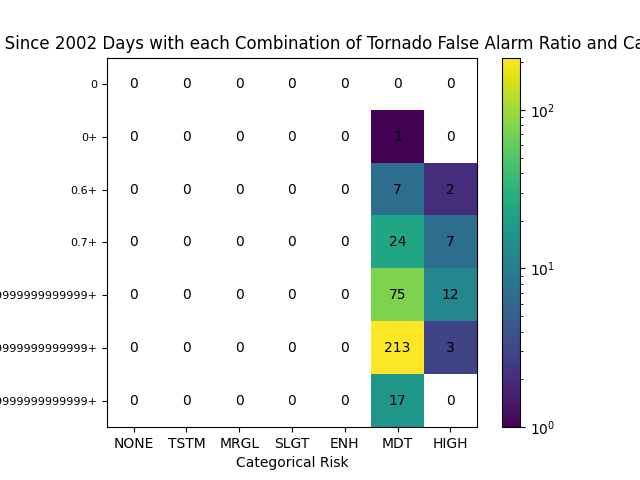 Since 2002 Days with each Combination of Tornado False Alarm Ratio and
0 0 0 0 0 0 0 0
0+ 0 0 0 0 0 1 0
0.6+ 0 0 0 0 0 7 2
0.7+ 0 0 0 0 0 24 7
9999999999999+ 0 0 0 0 0 75 12
9999999999999+ 0 0 0 0 0 213 3
9999999999999+ 0 0 0 0 0 17 0
NONE TSTM MRGL SLGT ENH MDT HIGH
Categorical Risk
10²
10¹
10⁰